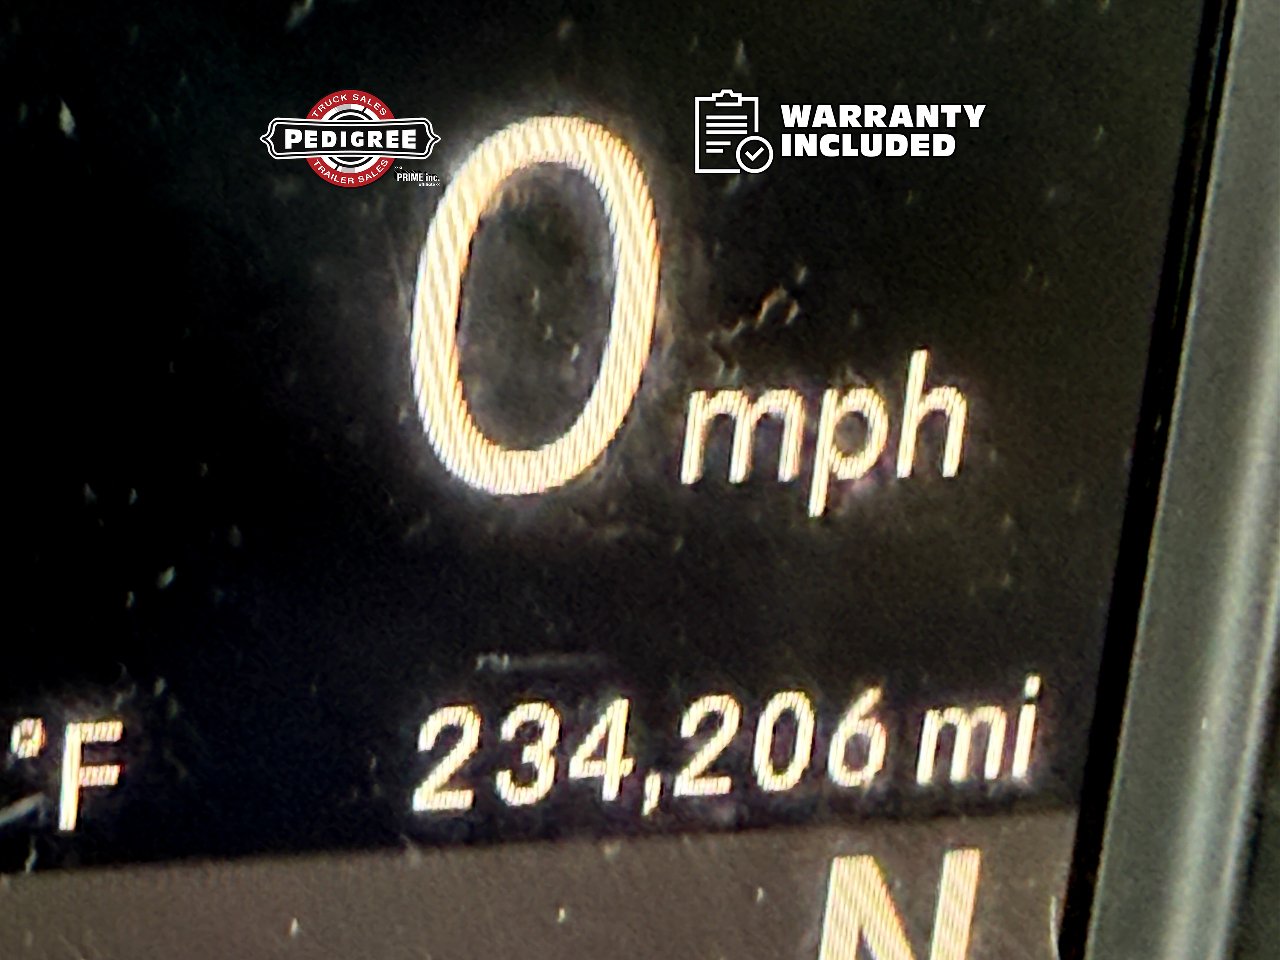 TRUCK SALES
PEDIGREE
TRAILER SALES
PRIME inc.
WARRANTY
INCLUDED
0 mph
°F
234,206 mi
N